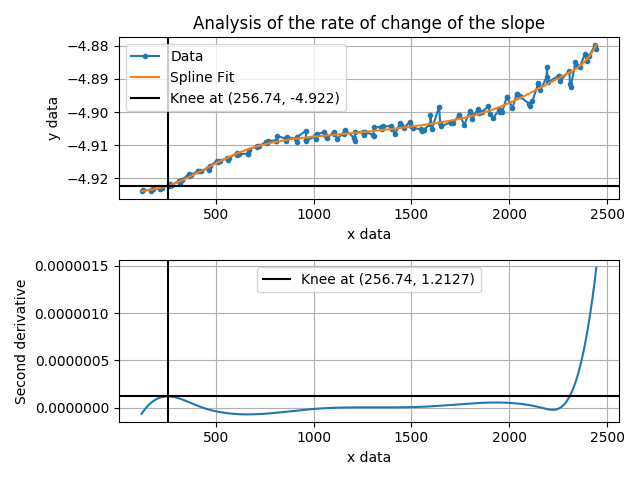 Analysis of the rate of change of the slope
−4.88
−4.89
−4.90
−4.91
−4.92
y data
Data
Spline Fit
Knee at (256.74, -4.922)
500
1000
1500
2000
2500
x data
0.0000015
0.0000010
0.0000005
0.0000000
Second derivative
Knee at (256.74, 1.2127)
500
1000
1500
2000
2500
x data